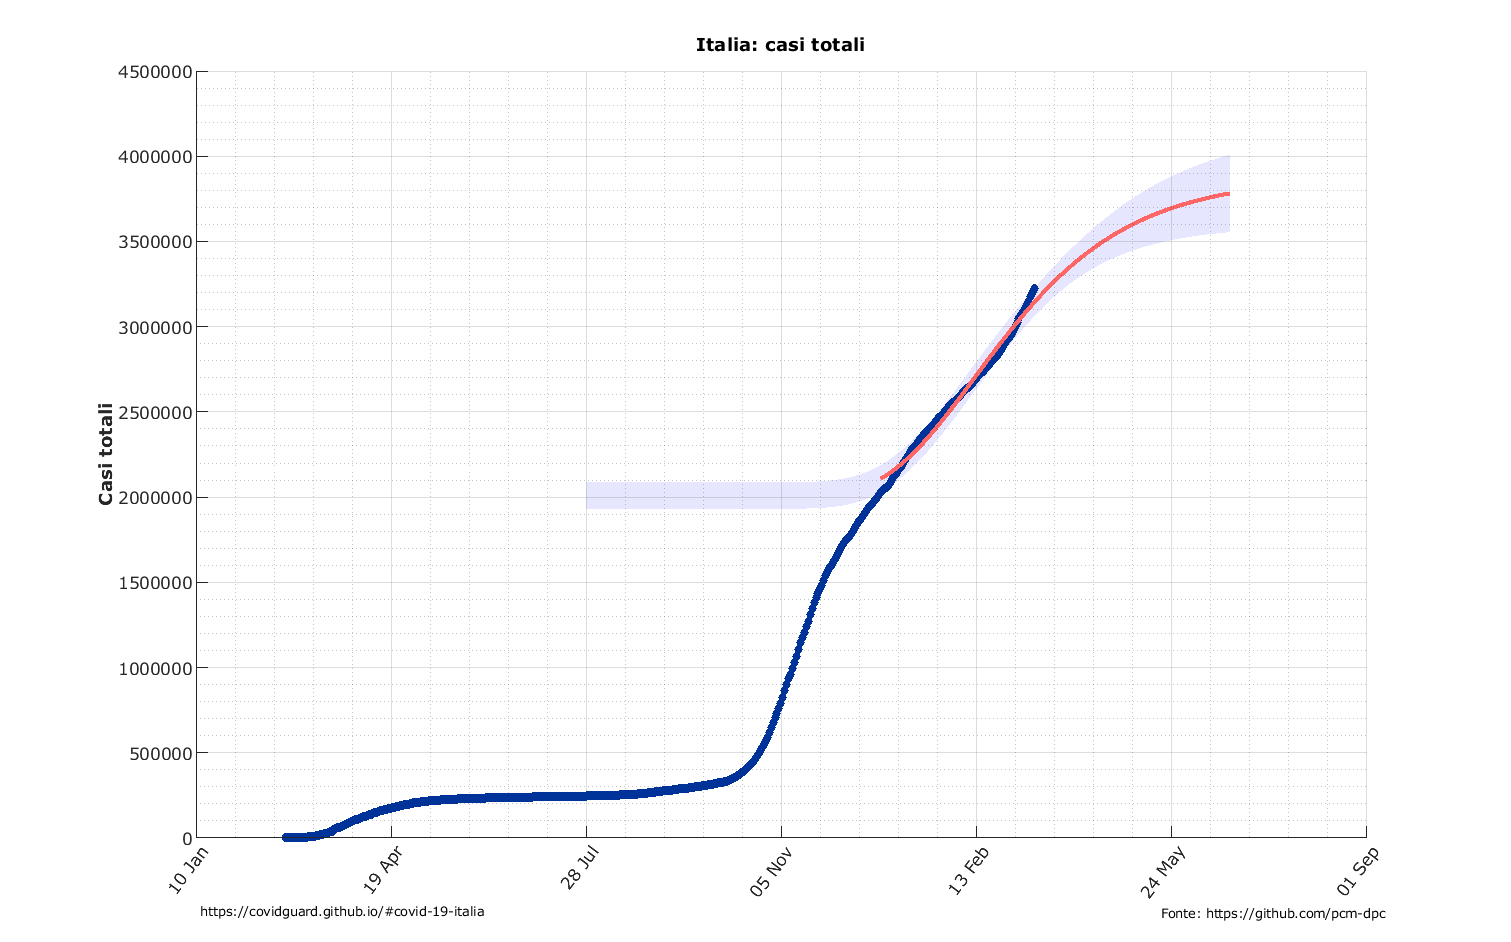 Italia: casi totali
4500000
4000000
3500000
3000000
2500000
2000000
1500000
1000000
500000
0
Casi totali
10 Jan
19 Apr
28 Jul
05 Nov
13 Feb
24 May
01 Sep
https://covidguard.github.io/#covid-19-italia
Fonte: https://github.com/pcm-dpc